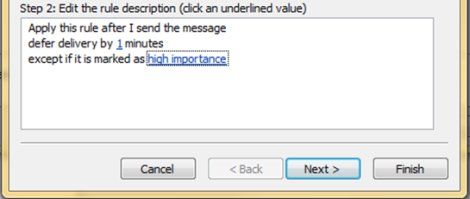 Step 2: Edit the rule description (click an underlined value)
Apply this rule after I send the message
defer delivery by 1 minutes
except if it is marked as high importance
Cancel
< Back
Next >
Finish